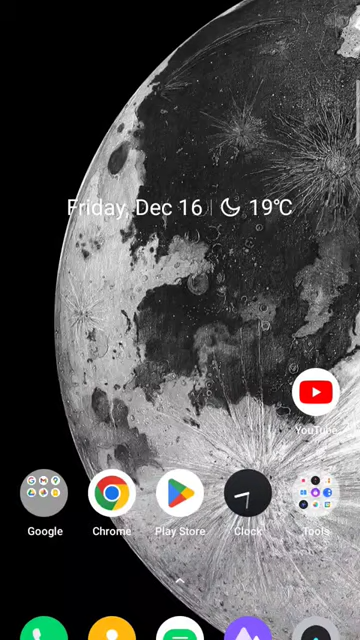 Friday, Dec 16 | 19℃
YouTube
Google
Chrome
Play Store
Clock
Tools